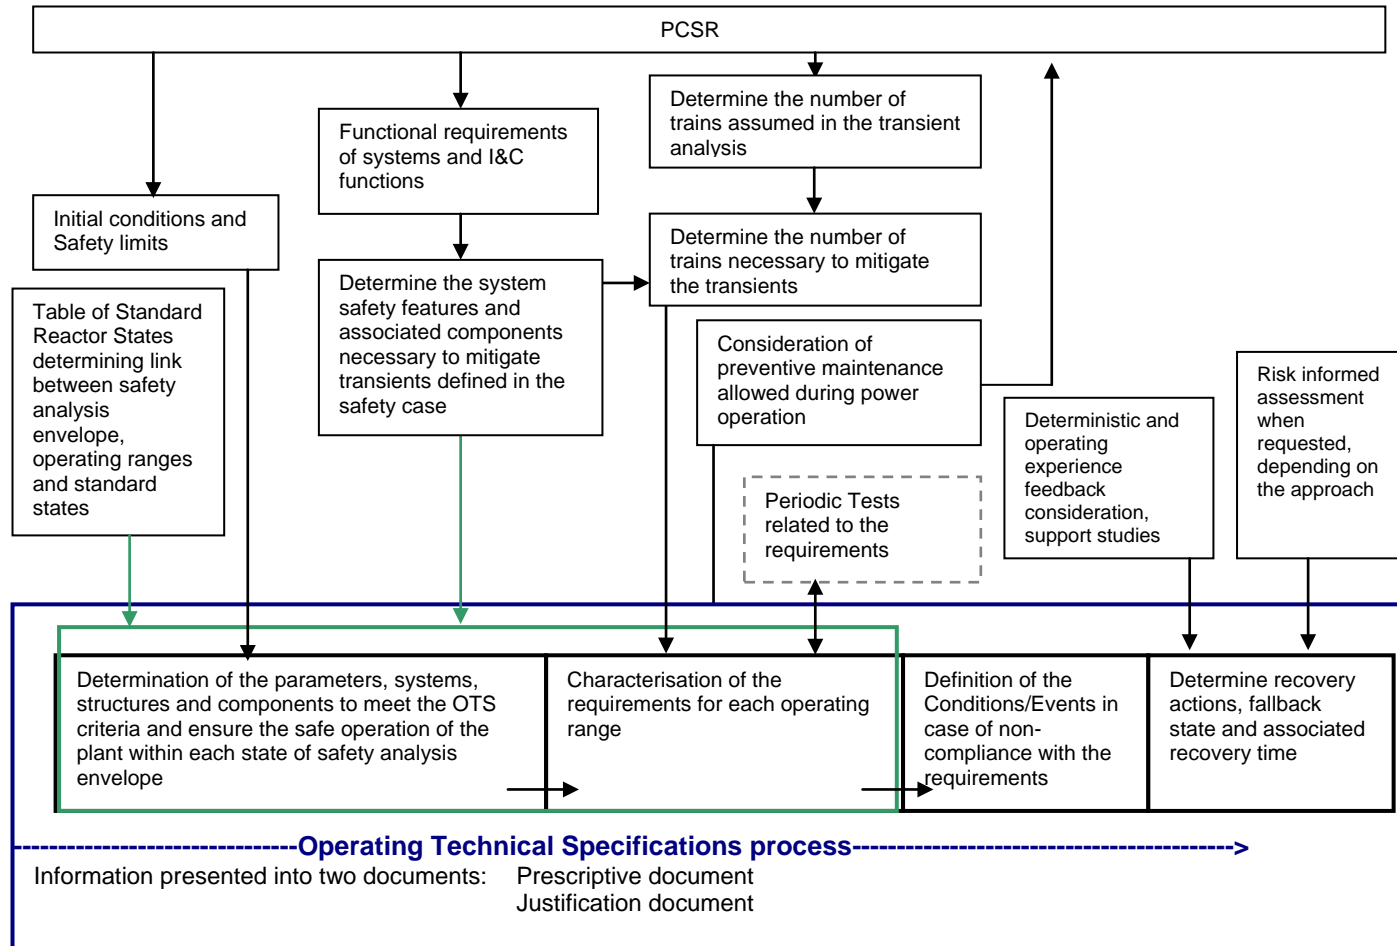 PCSR
Determine the number of
trains assumed in the transient
analysis
Functional requirements
of systems and I&C
functions
Initial conditions and
Safety limits
Determine the number of
trains necessary to mitigate
the transients
Determine the system
safety features and
associated components
necessary to mitigate
transients defined in the
safety case
Table of Standard
Reactor States
determining link
between safety
analysis
envelope,
operating ranges
and standard
states
Consideration of
preventive maintenance
allowed during power
operation
Risk informed
assessment
when
requested,
depending on
the approach
Deterministic and
operating
experience
feedback
consideration,
support studies
Periodic Tests
related to the
requirements
Determination of the parameters, systems,
structures and components to meet the OTS
criteria and ensure the safe operation of the
plant within each state of safety analysis
envelope
Characterisation of the
requirements for each operating
range
Definition of the
Conditions/Events in
case of non-
compliance with the
requirements
Determine recovery
actions, fallback
state and associated
recovery time
Operating Technical Specifications process
Information presented into two documents: Prescriptive document
Justification document